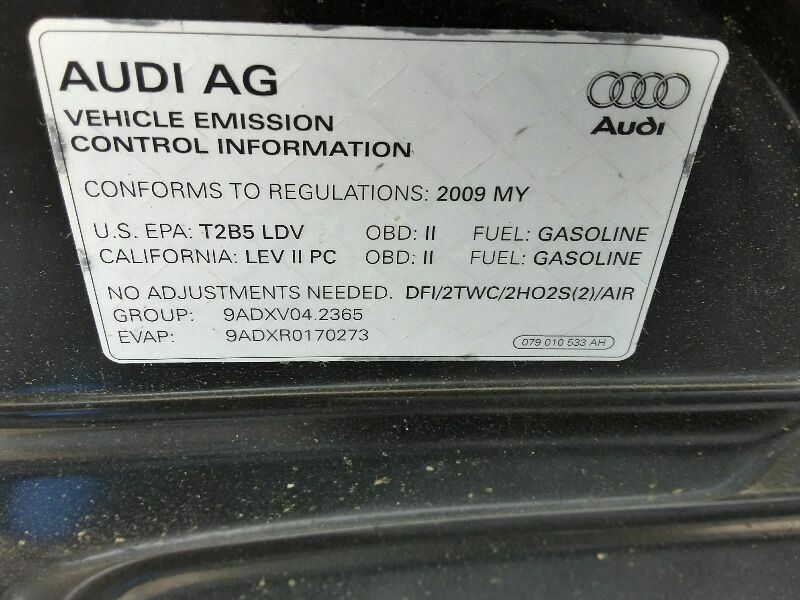 AUDI AG
Audi
VEHICLE EMISSION
CONTROL INFORMATION
CONFORMS TO REGULATIONS: 2009 MY
U.S. EPA: T2B5 LDV OBD: II FUEL: GASOLINE
CALIFORNIA: LEV II PC OBD: II FUEL: GASOLINE
NO ADJUSTMENTS NEEDED. DFI/2TWC/2HO2S(2)/AIR
GROUP: 9ADXV04.2365
EVAP: 9ADXR0170273
079 010 533 AH